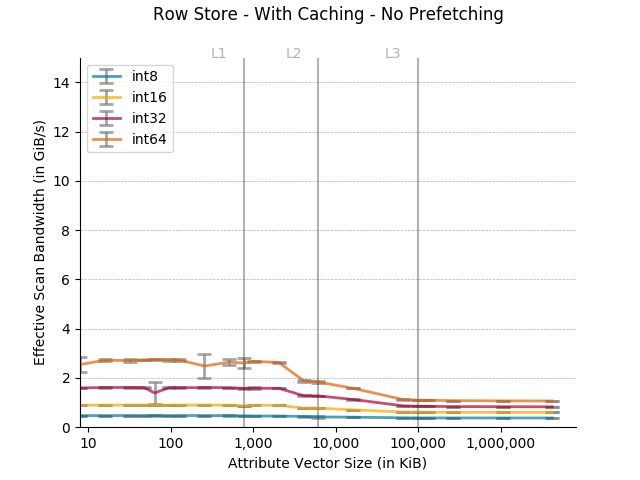 Row Store - With Caching - No Prefetching
L1 L2 L3
int8
int16
int32
int64
14
12
10
8
6
4
2
0
Effective Scan Bandwidth (in GiB/s)
10 100 1,000 10,000 100,000 1,000,000
Attribute Vector Size (in KiB)